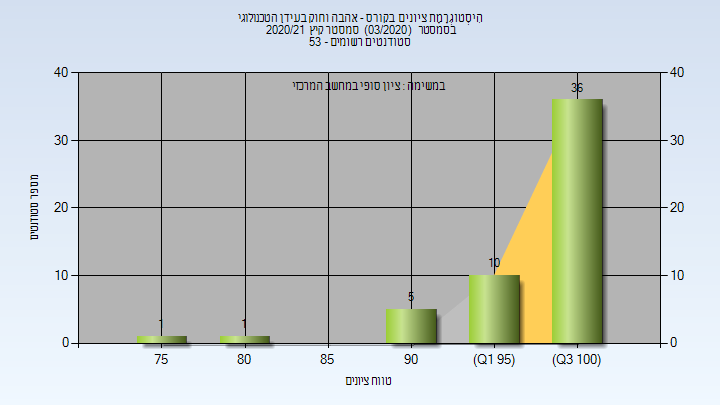 היסטוגרמת ציונים בקורס - אהבה וחוק בעידן הטכנולוגי
בסמסטר (03/2020) סמסטר קיץ 2020/21
סטודנטים רשומים - 53
במשימה : ציון סופי במחשב המרכזי
40 40
36
30 30
מספר סטודנטים
20 20
10
10 10
5
1 1
0 0
75 80 85 90 (Q1 95) (Q3 100)
טווח ציונים